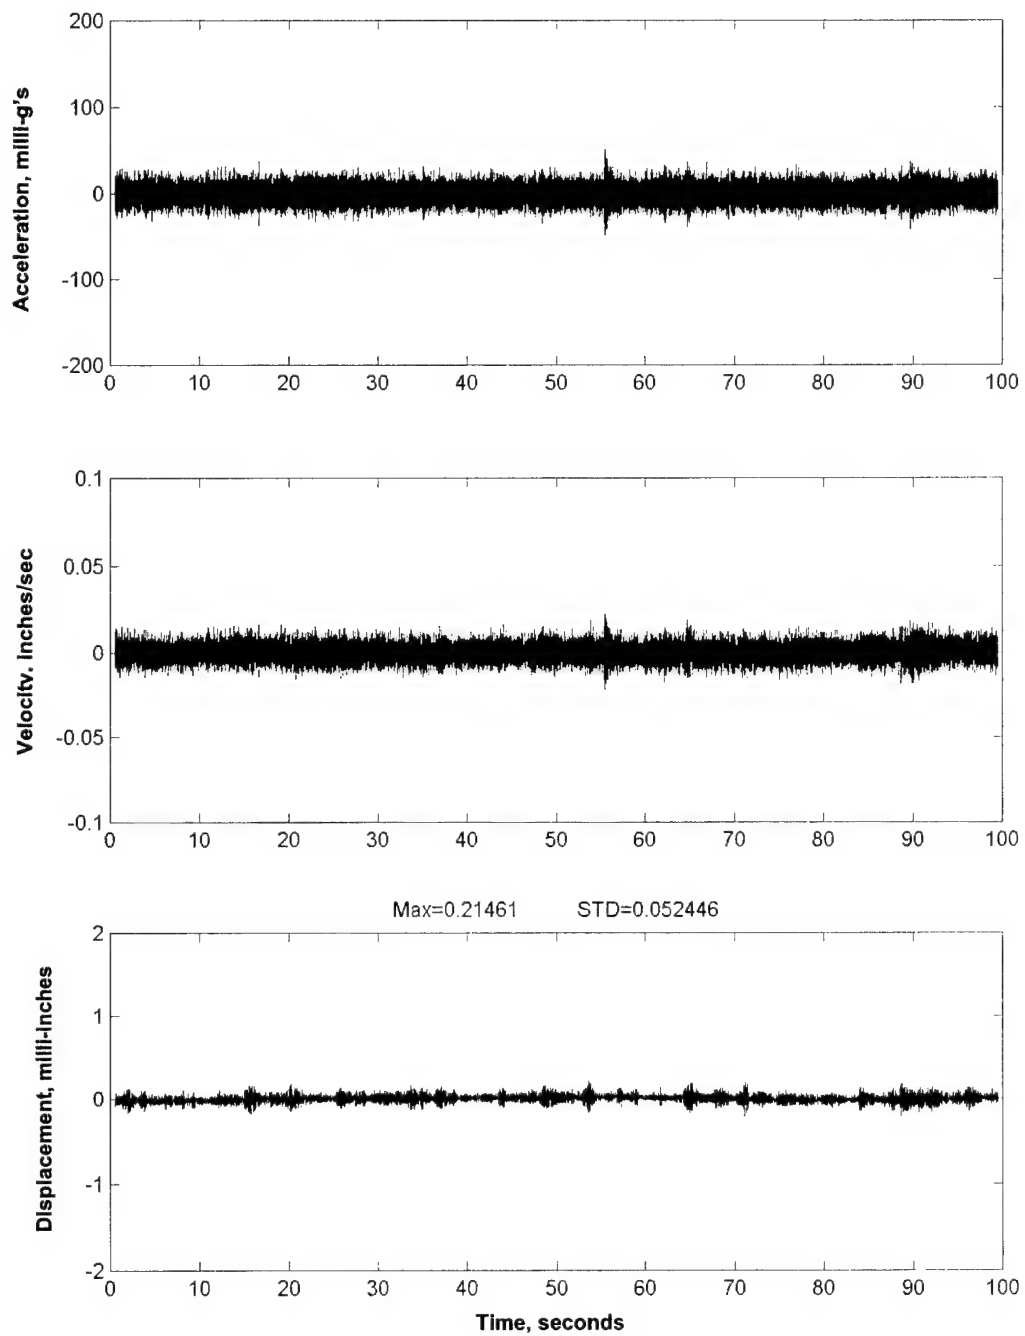 200
100
0
-100
-200
Acceleration, milli-g's
0 10 20 30 40 50 60 70 80 90 100
0.1
0.05
0
-0.05
-0.1
Velocity. inches/sec
0 10 20 30 40 50 60 70 80 90 100
Max=0.21461 STD=0.052446
2
1
0
-1
-2
Displacement, milli-inches
0 10 20 30 40 50 60 70 80 90 100
Time, seconds